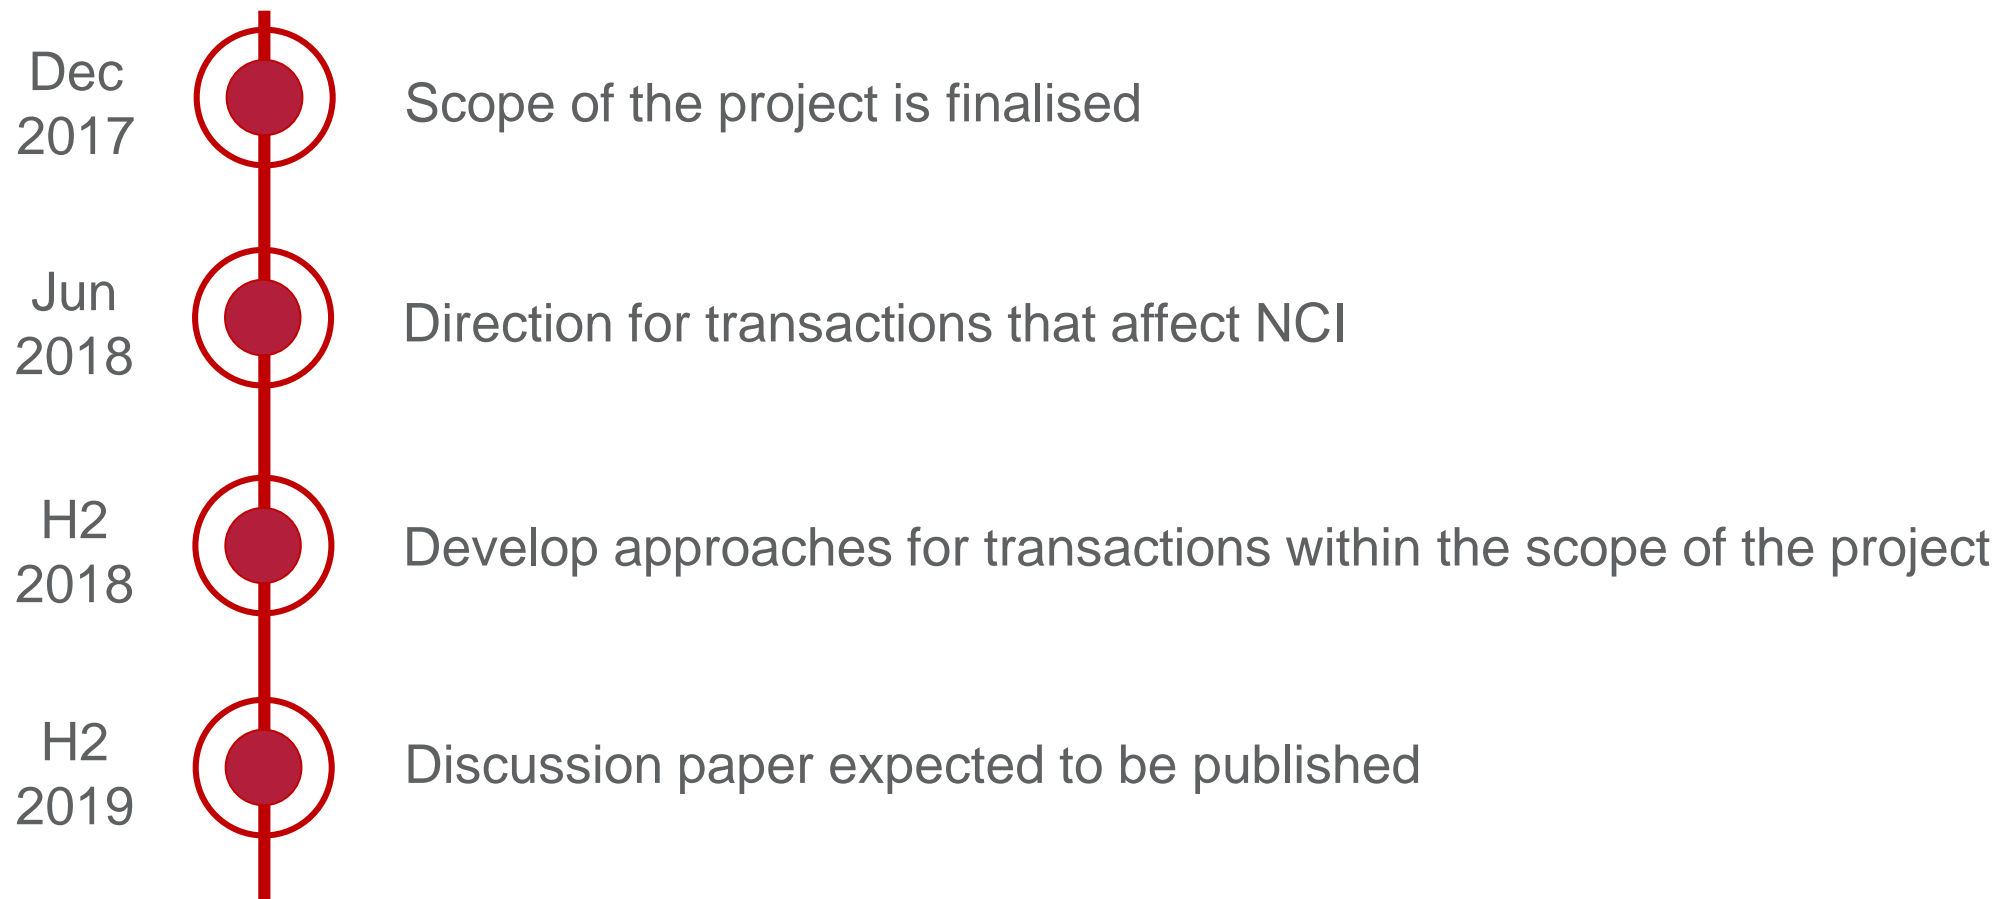 Dec
2017
Scope of the project is finalised
Jun
2018
Direction for transactions that affect NCI
H2
2018
Develop approaches for transactions within the scope of the project
H2
2019
Discussion paper expected to be published